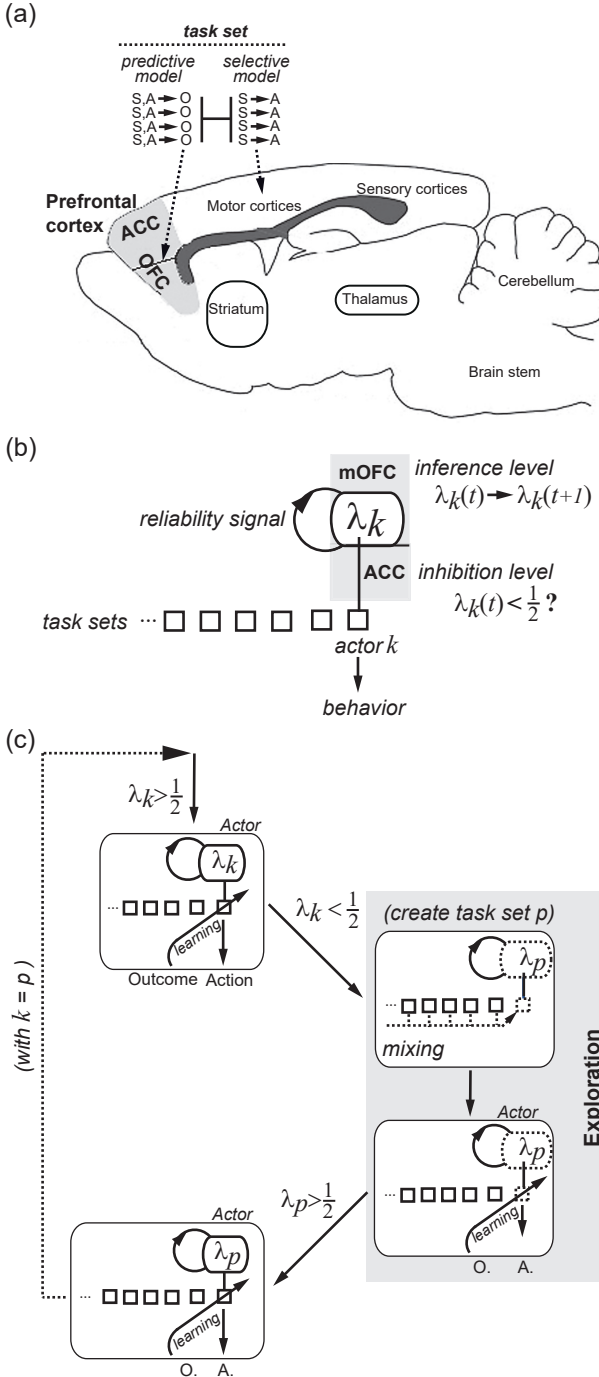 (a)
task set
predictive selective
model model
S,A→O S→A
S,A→O S→A
S,A→O S→A
S,A→O S→A
Prefrontal
cortex
ACC
OFC
Motor cortices
Sensory cortices
Striatum
Thalamus
Cerebellum
Brain stem
(b)
mOFC inference level
λk(t)→λk(t+1)
reliability signal
λk
ACC inhibition level
λk(t)<1/2 ?
task sets ...
actor k
behavior
(c)
λk>1/2
Actor
λk
...
learning
Outcome Action
λk<1/2
(create task set p)
λp
...
mixing
Exploration
Actor
λp
...
learning
O. A.
λp>1/2
Actor
λp
...
learning
O. A.
(with k = p)